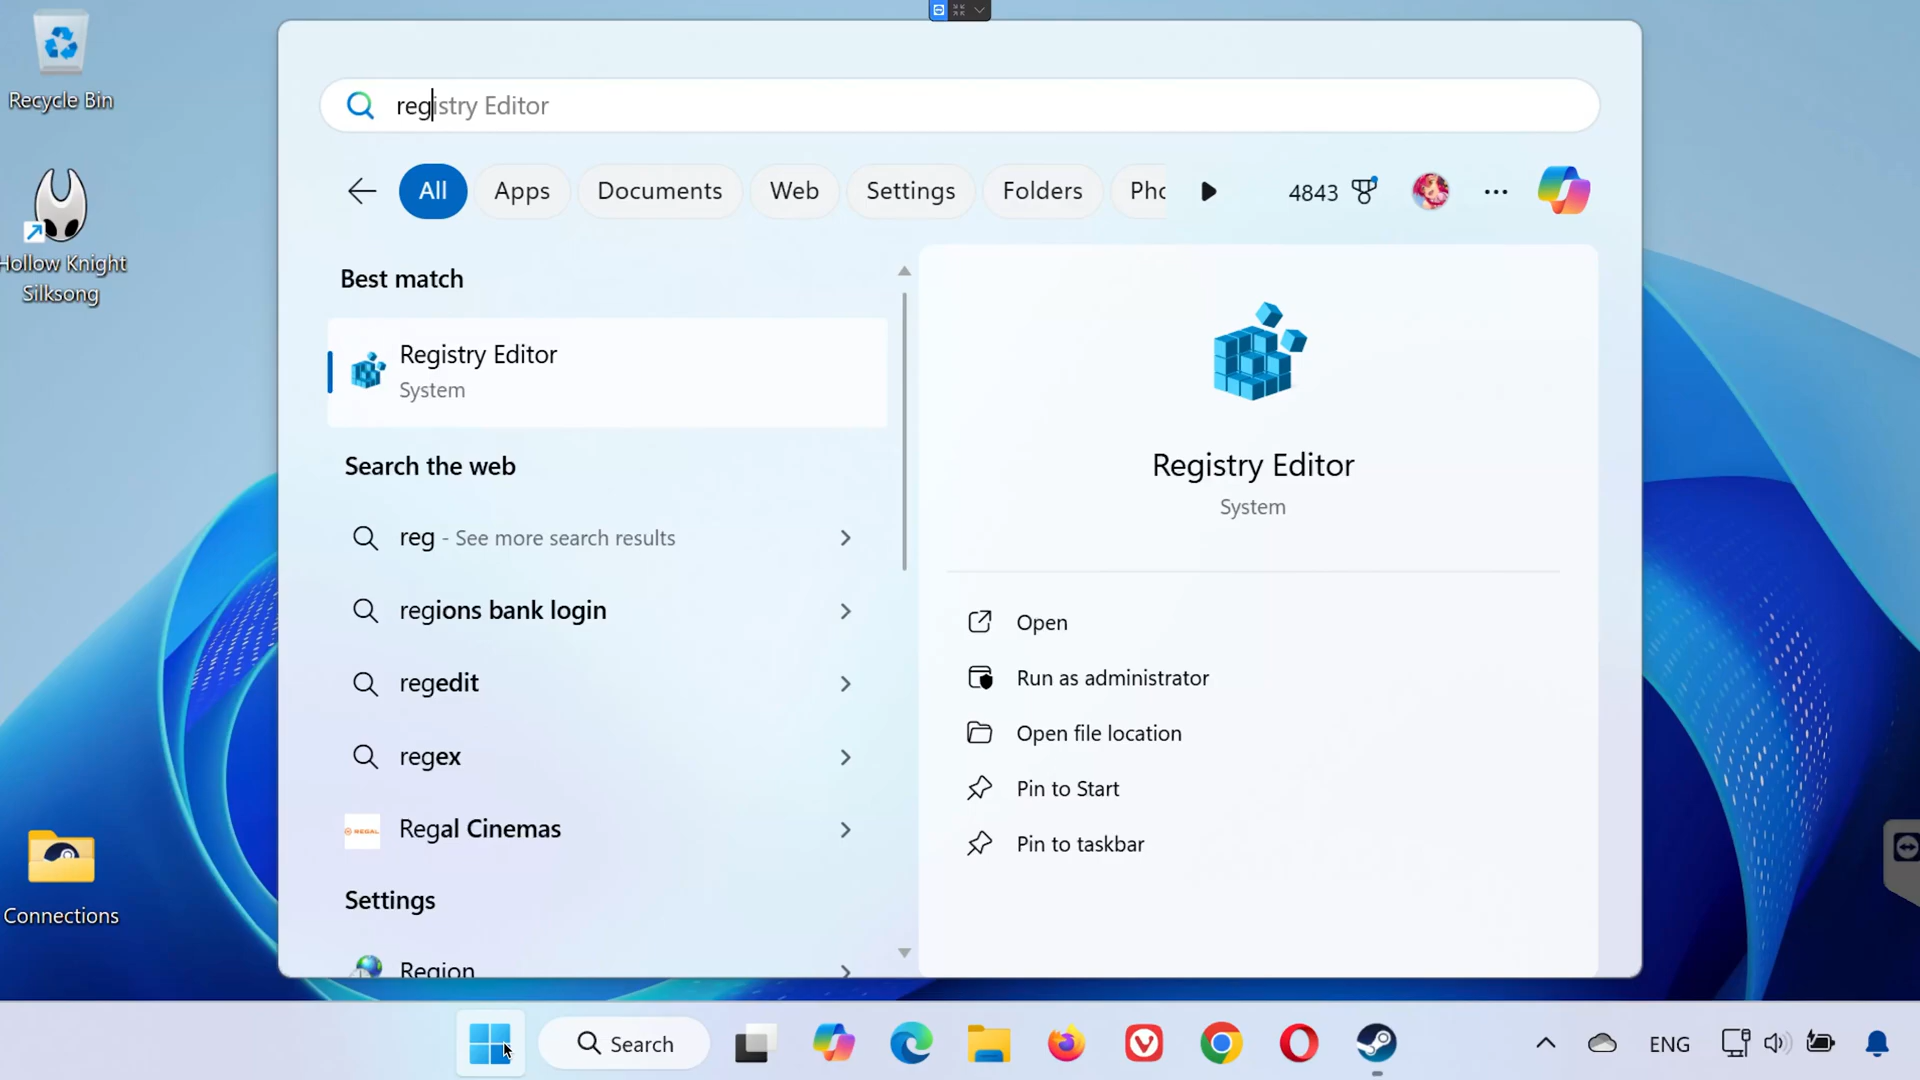 Recycle Bin
Hollow Knight
Silksong
Connections
registry Editor
All
Apps
Documents
Web
Settings
Folders
Pho
4843
Best match
Registry Editor
System
Search the web
reg - See more search results
regions bank login
regedit
regex
REGAL
Regal Cinemas
Settings
Region
Registry Editor
System
Open
Run as administrator
Open file location
Pin to Start
Pin to taskbar
Search
ENG